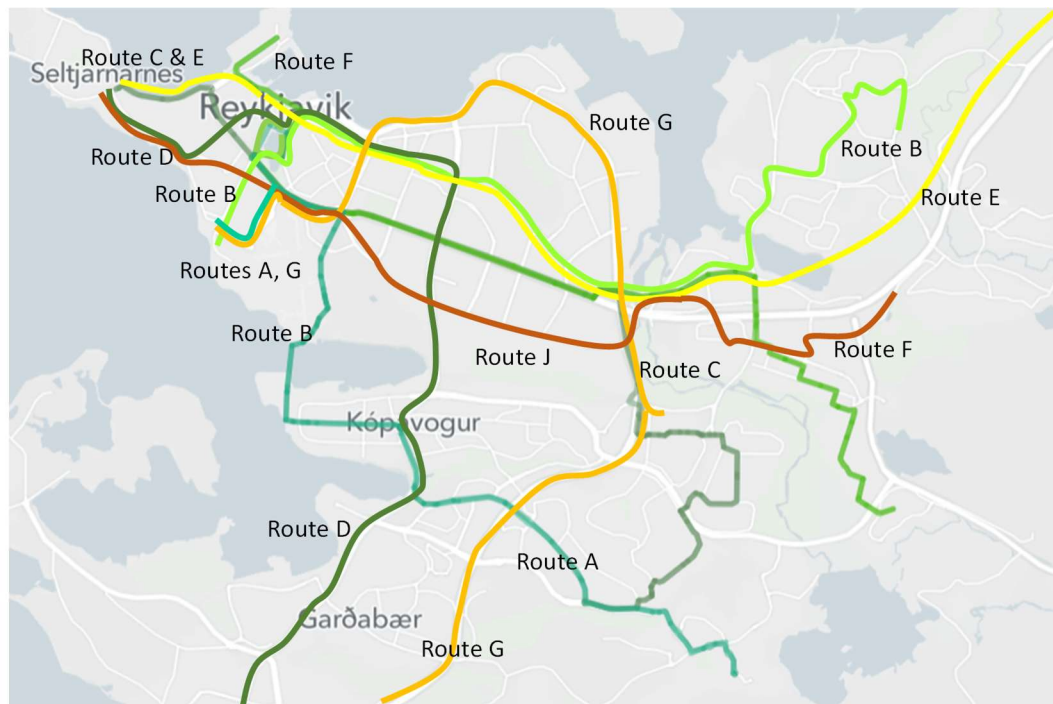 Route C & E
Seltjarnarnes
Route F
Reykjavik
Route G
Route D
Route B
Route B
Route E
Routes A, G
Route B
Route J
Route C
Route F
Kópavogur
Route D
Route A
Garðabær
Route G